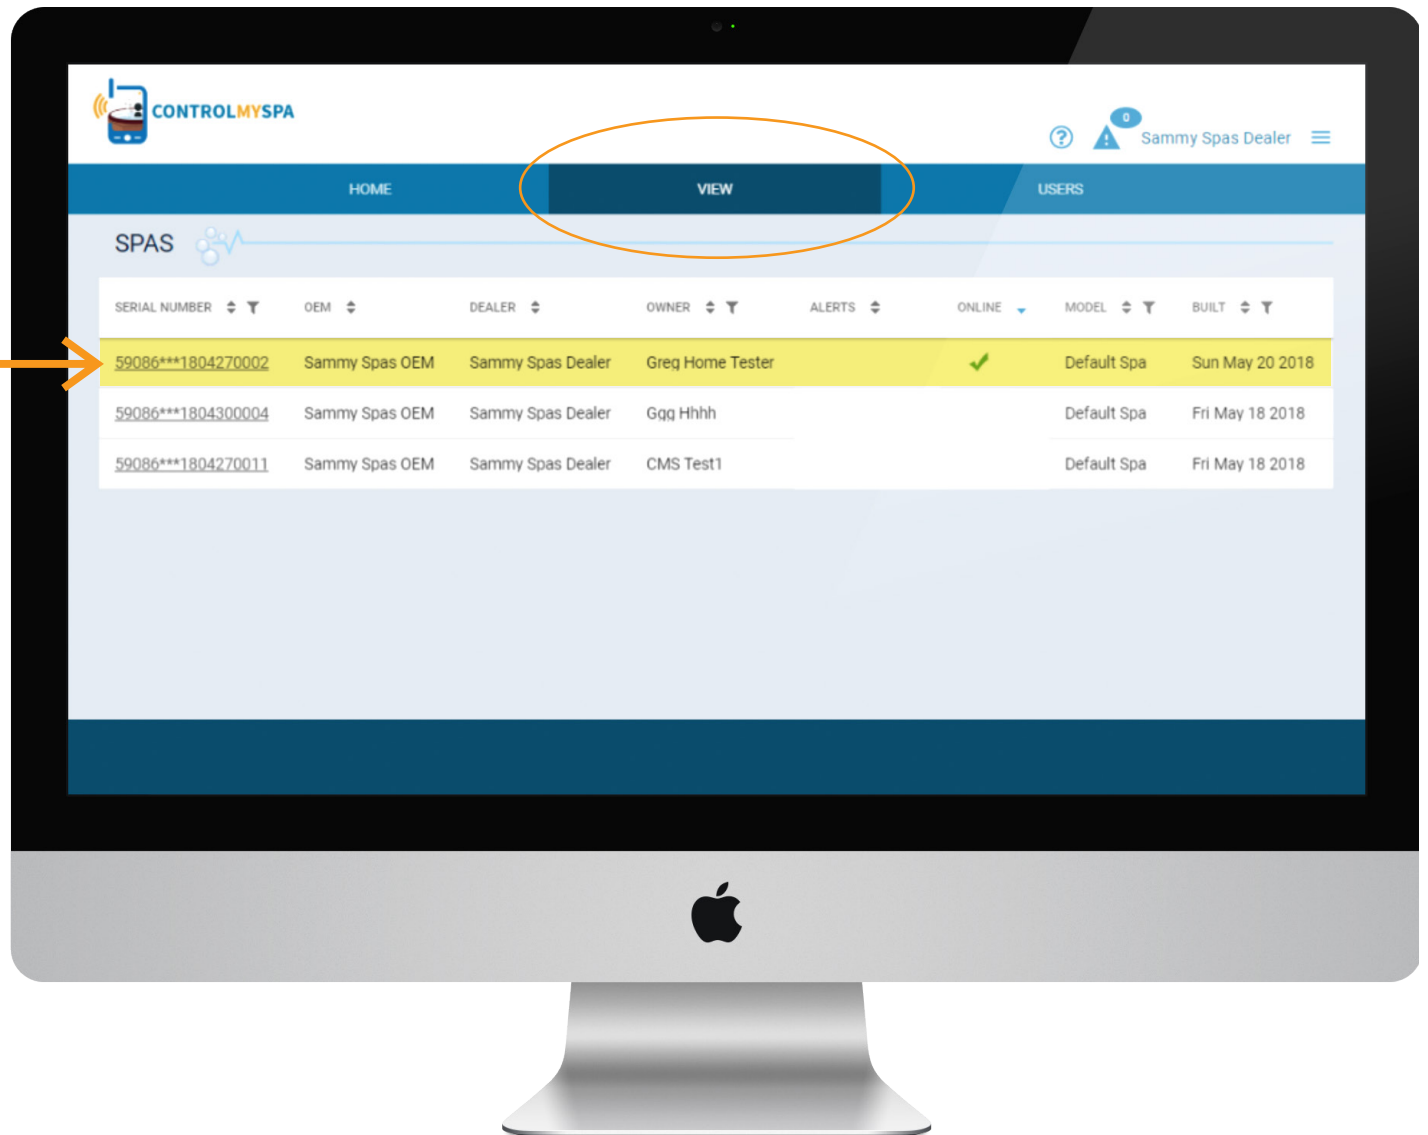 CONTROLMYSPA
0
Sammy Spas Dealer
HOME VIEW USERS
SPAS
SERIAL NUMBER OEM DEALER OWNER ALERTS ONLINE MODEL BUILT
59086***1804270002 Sammy Spas OEM Sammy Spas Dealer Greg Home Tester Default Spa Sun May 20 2018
59086***1804300004 Sammy Spas OEM Sammy Spas Dealer Ggg Hhhh Default Spa Fri May 18 2018
59086***1804270011 Sammy Spas OEM Sammy Spas Dealer CMS Test1 Default Spa Fri May 18 2018